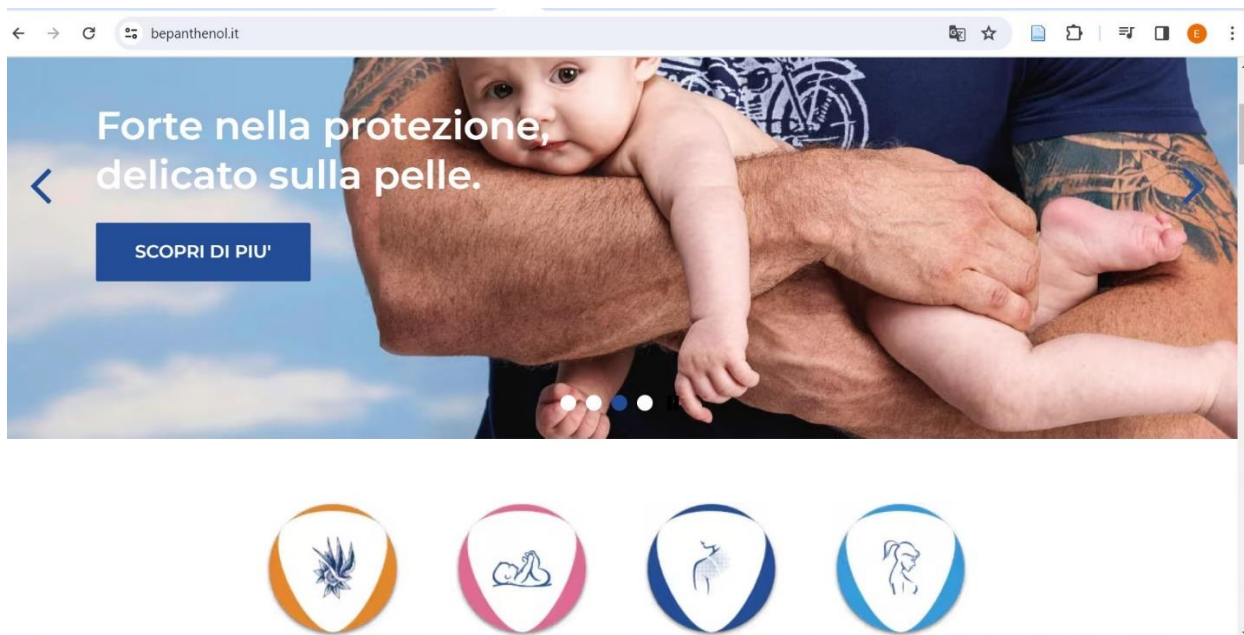 bepanthenol.it
E
Forte nella protezione,
delicato sulla pelle.
SCOPRI DI PIU'